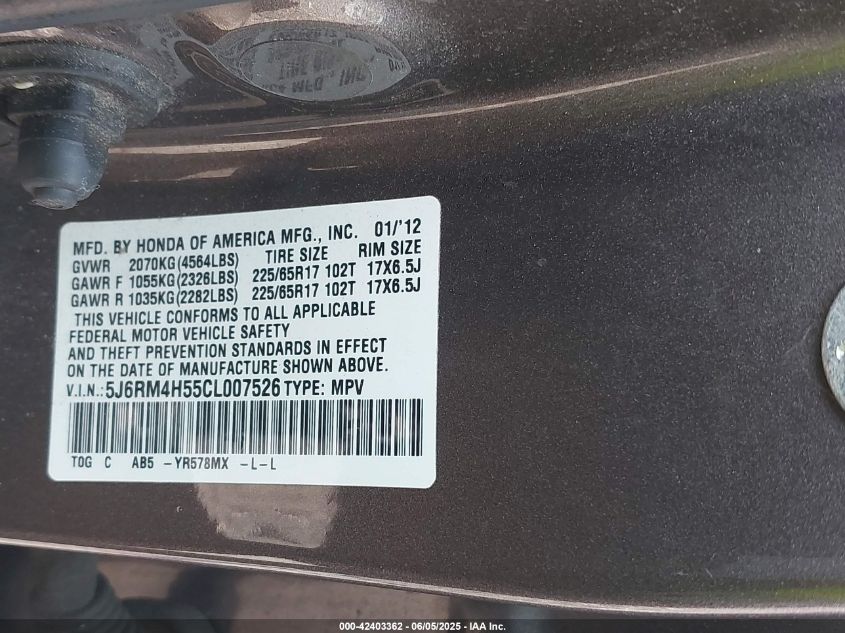 MFD. BY HONDA OF AMERICA MFG., INC. 01/'12
GVWR 2070KG(4564LBS) TIRE SIZE RIM SIZE
GAWR F 1055KG(2326LBS) 225/65R17 102T 17X6.5J
GAWR R 1035KG(2282LBS) 225/65R17 102T 17X6.5J
THIS VEHICLE CONFORMS TO ALL APPLICABLE
FEDERAL MOTOR VEHICLE SAFETY
AND THEFT PREVENTION STANDARDS IN EFFECT
ON THE DATE OF MANUFACTURE SHOWN ABOVE.
V.I.N.: 5J6RM4H55CL007526 TYPE: MPV
TOG C AB5 -YR578MX -L-L
000-42403362 - 06/05/2025 - IAA Inc.